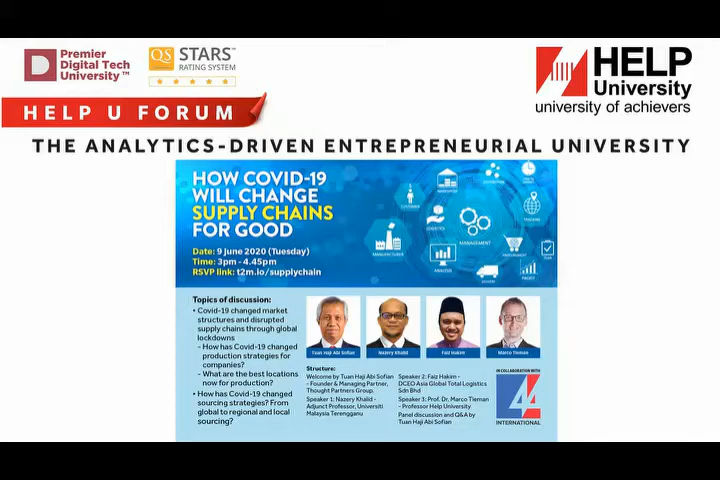 Premier
Digital Tech
University™
QS STARS™
RATING SYSTEM
HELP
University
university of achievers
HELP U FORUM
THE ANALYTICS-DRIVEN ENTREPRENEURIAL UNIVERSITY
HOW COVID-19
WILL CHANGE
SUPPLY CHAINS
FOR GOOD
Date: 9 June 2020 (Tuesday)
Time: 3pm - 4.45pm
RSVP link: t2m.io/supplychain
CUSTOMER
LOGISTICS
MANAGEMENT
MANUFACTURER
ANALYSIS
TRACKING
Topics of discussion:
• Covid-19 changed market
structures and disrupted
supply chains through global
lockdowns
- How has Covid-19 changed
production strategies for
companies?
- What are the best locations
now for production?
• How has Covid-19 changed
sourcing strategies? From
global to regional and local
sourcing?
Tuan Haji Abi Sofian
Nazery Khalid
Faiz Hakim
Marco Tieman
Structure:
Welcome by Tuan Haji Abi Sofian
- Founder & Managing Partner,
Thought Partners Group.
Speaker 1: Nazery Khalid -
Adjunct Professor, Universiti
Malaysia Terengganu
Speaker 2: Faiz Hakim -
DCEO Asia Global Total Logistics
Sdn Bhd
Speaker 3: Prof. Dr. Marco Tieman
- Professor Help University
Panel discussion and Q&A by
Tuan Haji Abi Sofian
IN COLLABORATION WITH
INTERNATIONAL